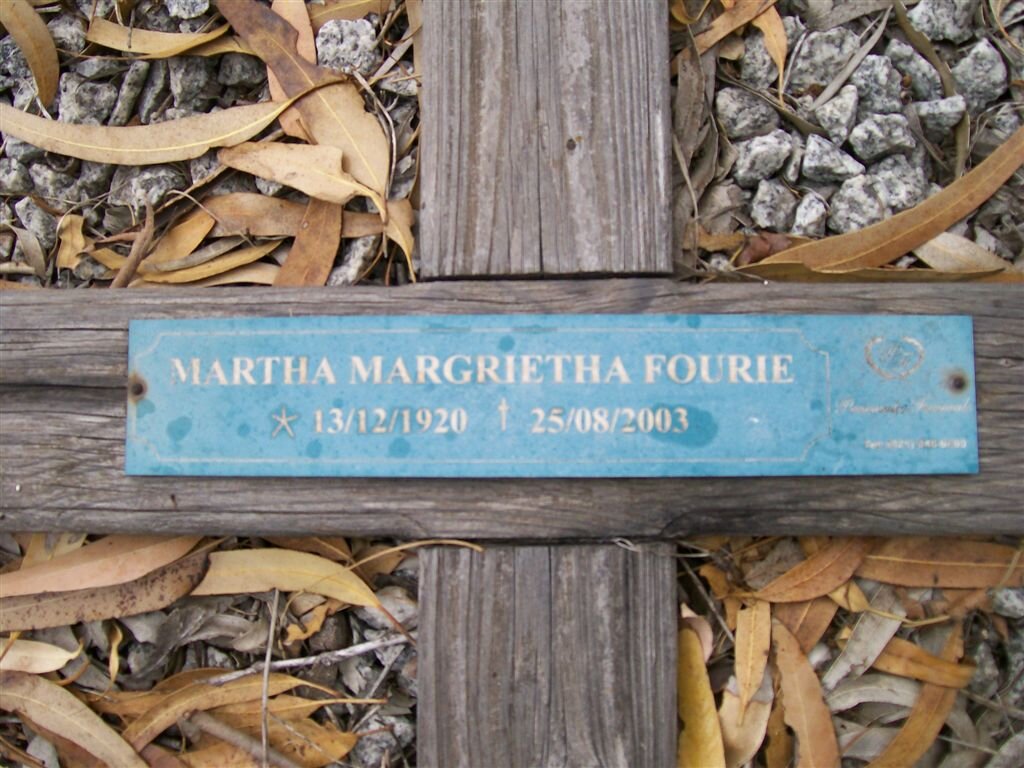 MARTHA MARGRIETHA FOURIE
* 13/12/1920 † 25/08/2003